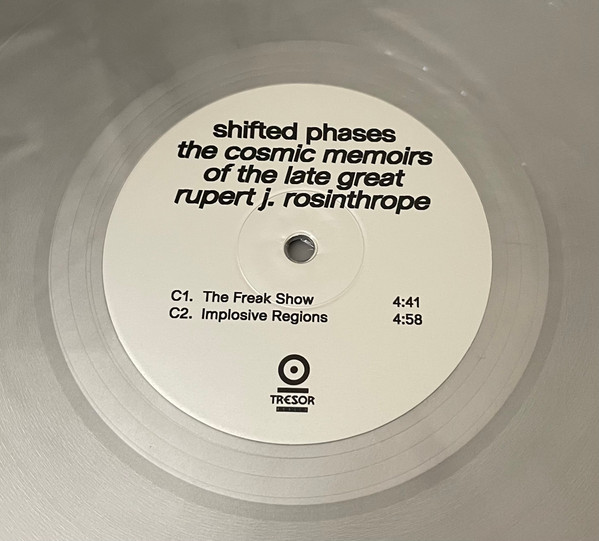 shifted phases
the cosmic memoirs
of the late great
rupert j. rosinthrope
C1. The Freak Show 4:41
C2. Implosive Regions 4:58
TRESOR